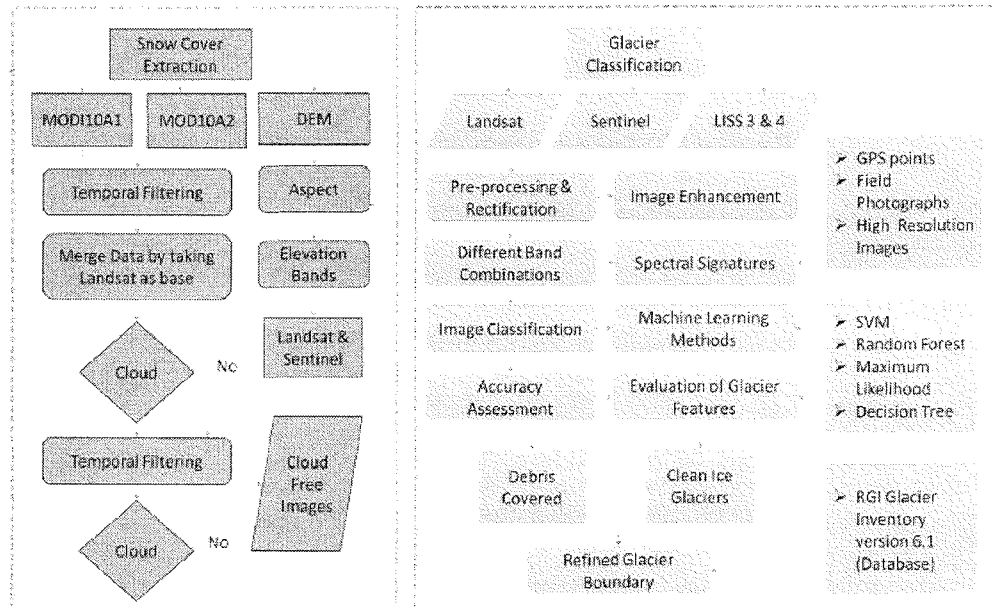 Snow Cover
Extraction
MODI10A1
MOD10A2
DEM
Temporal Filtering
Aspect
Merge Data by taking
Landsat as base
Elevation
Bands
Cloud
No
Landsat &
Sentinel
Temporal Filtering
Cloud
Free
Images
Cloud
No
Glacier
Classification
Landsat
Sentinel
LISS 3 & 4
Pre-processing &
Rectification
Image Enhancement
➤ GPS points
➤ Field
Photographs
➤ High Resolution
Images
Different Band
Combinations
Spectral Signatures
Image Classification
Machine Learning
Methods
➤ SVM
➤ Random Forest
➤ Maximum
Likelihood
➤ Decision Tree
Accuracy
Assessment
Evaluation of Glacier
Features
Debris
Covered
Clean Ice
Glaciers
➤ RGI Glacier
Inventory
version 6.1
(Database)
Refined Glacier
Boundary